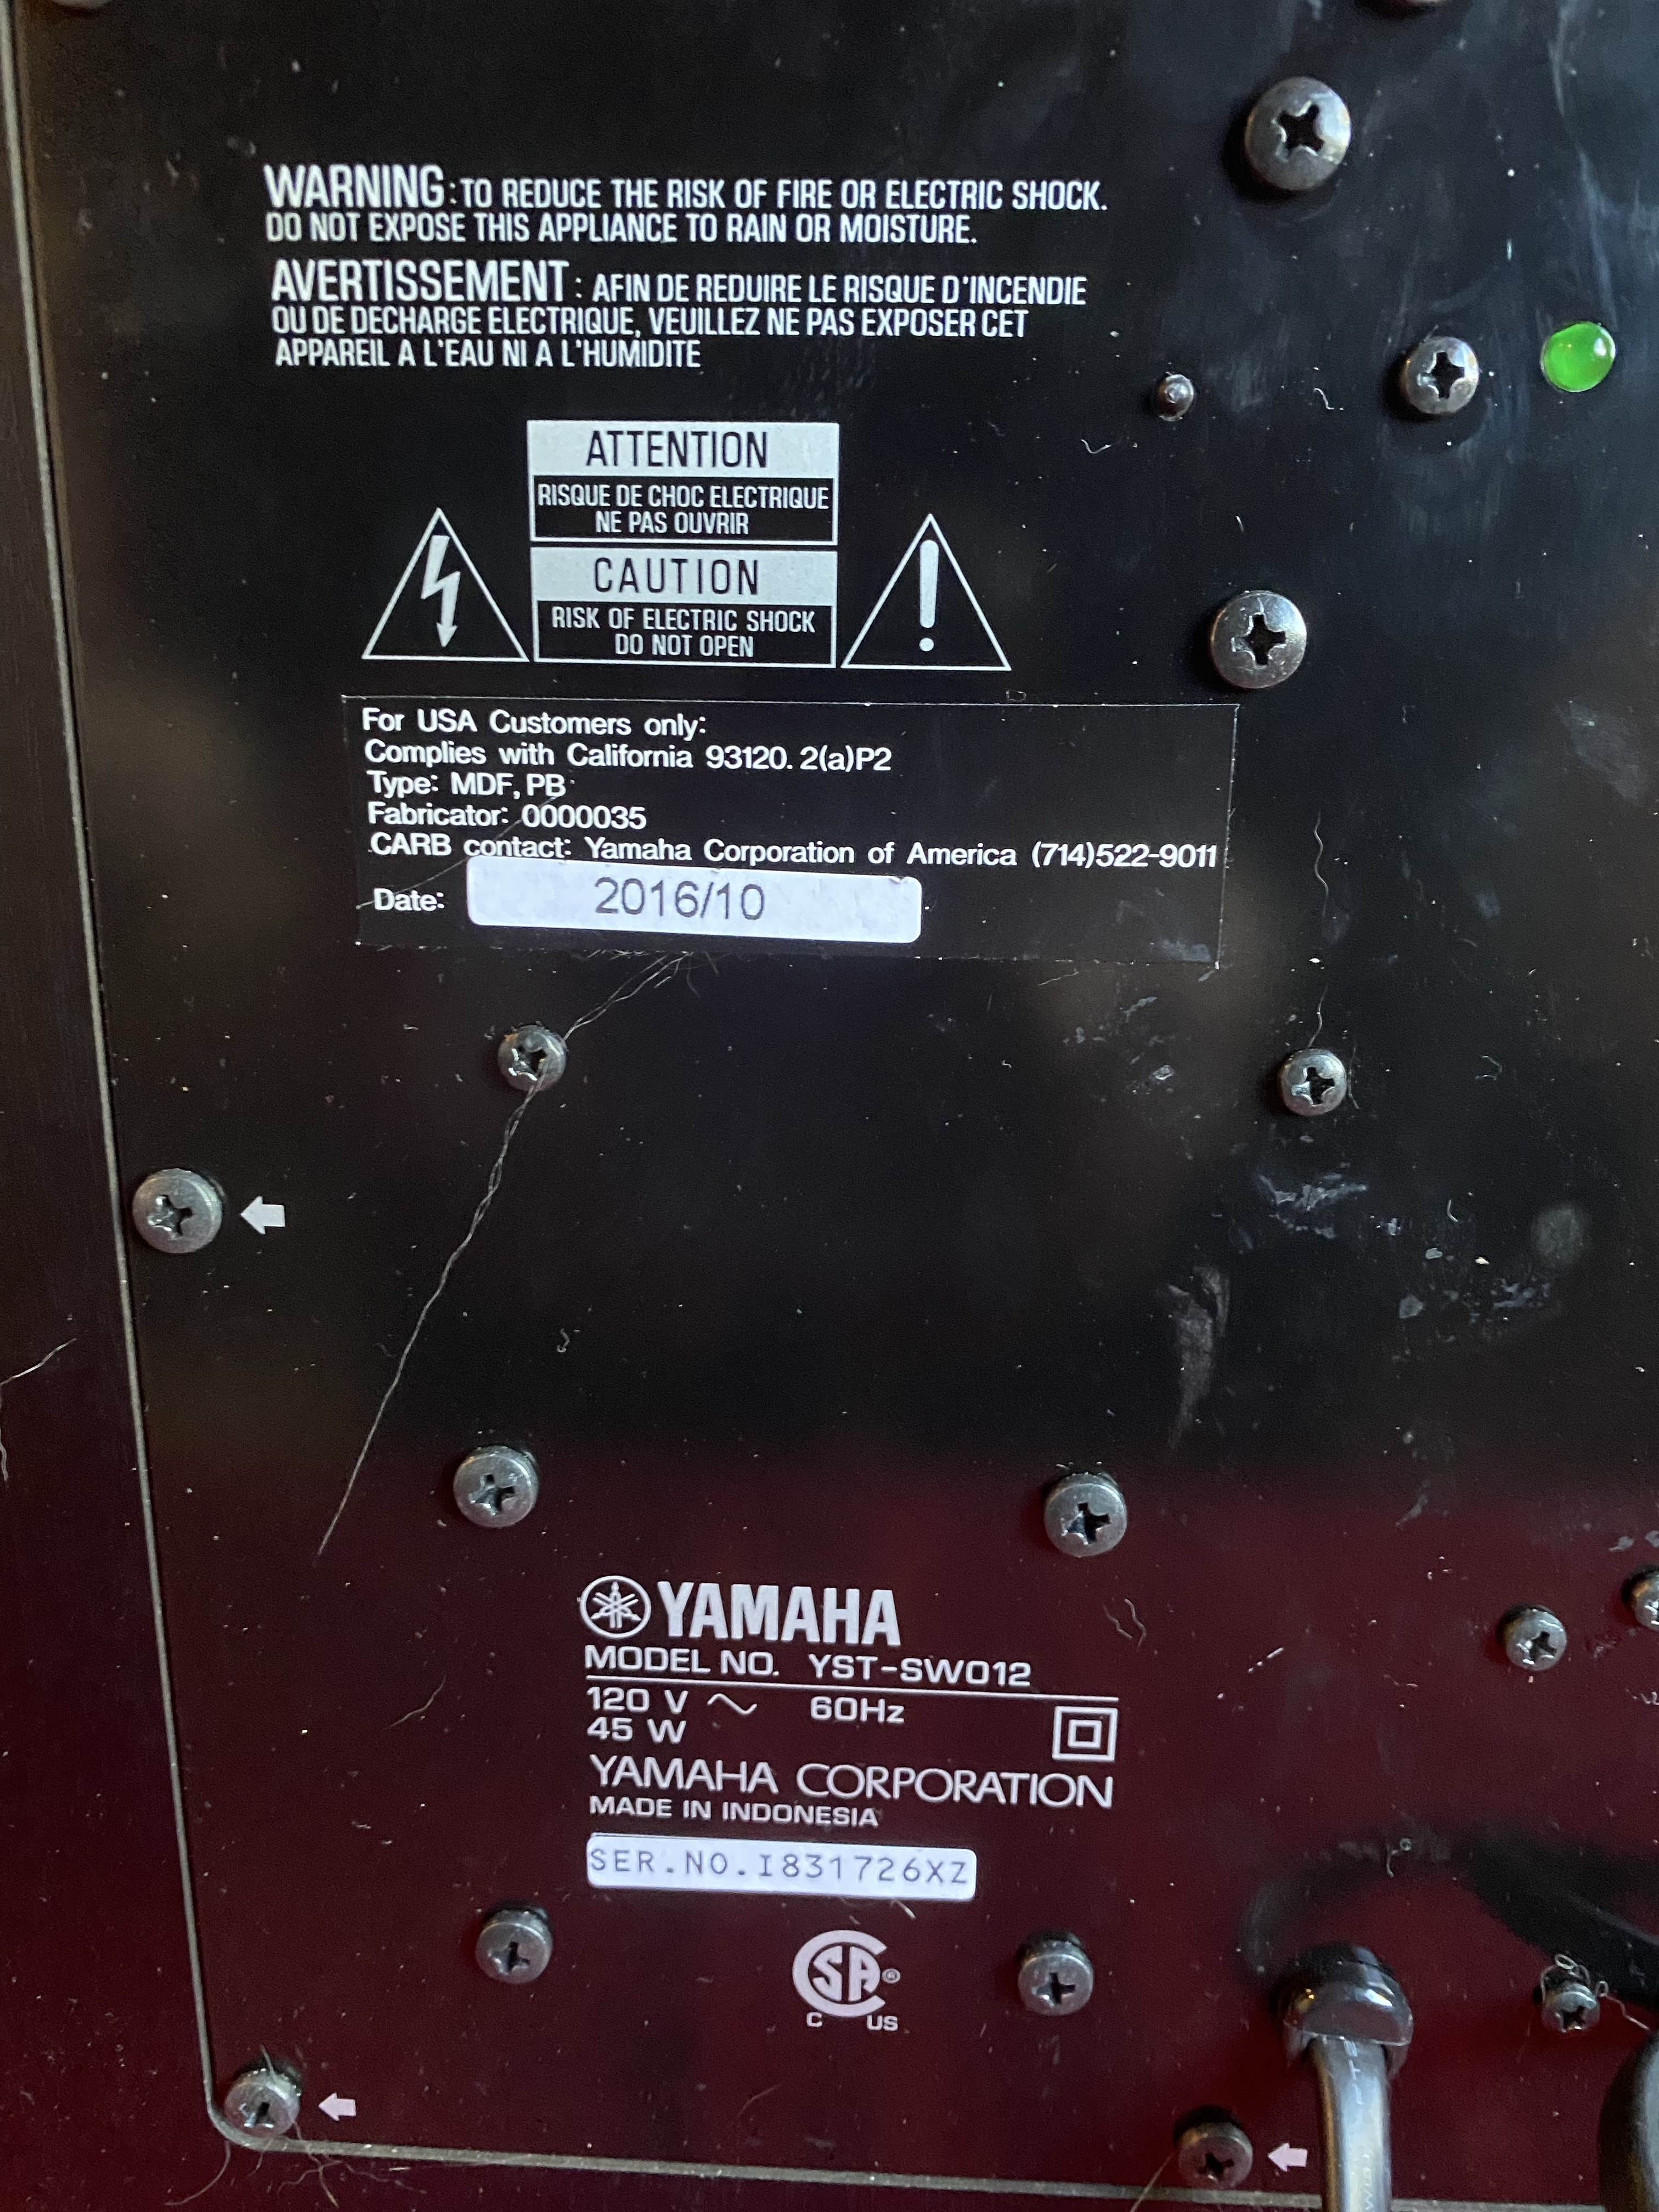 WARNING: TO REDUCE THE RISK OF FIRE OR ELECTRIC SHOCK.
DO NOT EXPOSE THIS APPLIANCE TO RAIN OR MOISTURE.
AVERTISSEMENT : AFIN DE REDUIRE LE RISQUE D'INCENDIE
OU DE DECHARGE ELECTRIQUE, VEUILLEZ NE PAS EXPOSER CET
APPAREIL A L'EAU NI A L'HUMIDITE
ATTENTION
RISQUE DE CHOC ELECTRIQUE
NE PAS OUVRIR
CAUTION
RISK OF ELECTRIC SHOCK
DO NOT OPEN
For USA Customers only:
Complies with California 93120. 2(a)P2
Type: MDF, PB
Fabricator: 0000035
CARB contact: Yamaha Corporation of America (714)522-9011
Date: 2016/10
YAMAHA
MODEL NO. YST-SW012
120 V ~ 60Hz
45 W
YAMAHA CORPORATION
MADE IN INDONESIA
SER.NO.I831726XZ
CSA®
C US